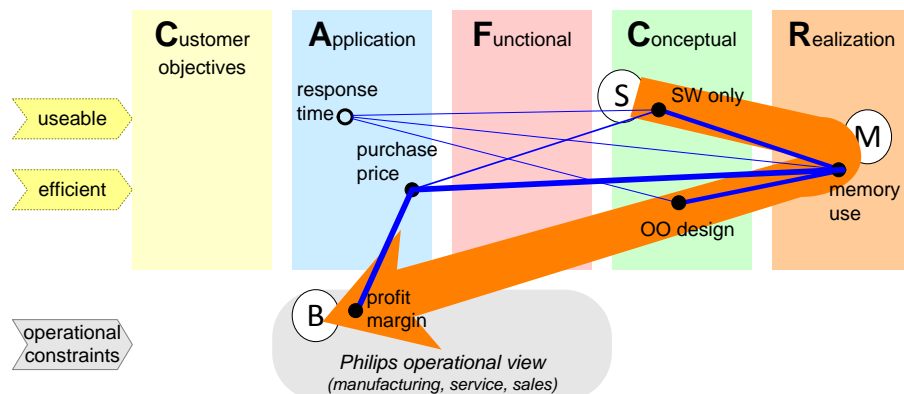 Customer
objectives
Application
Functional
Conceptual
Realization
response
time
S
SW only
useable
M
purchase
price
efficient
memory
use
OO design
B
profit
margin
operational
constraints
Philips operational view
(manufacturing, service, sales)